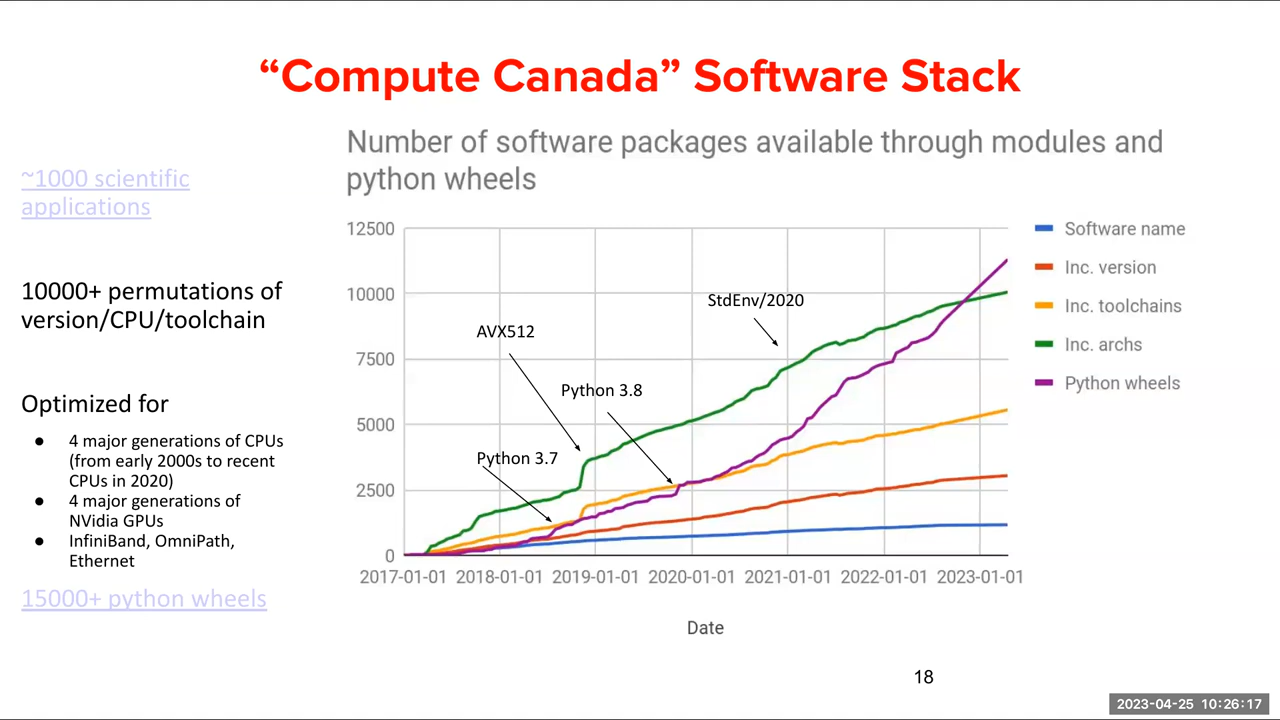 “Compute Canada” Software Stack
~1000 scientific
applications
10000+ permutations of
version/CPU/toolchain
Optimized for
● 4 major generations of CPUs
(from early 2000s to recent
CPUs in 2020)
● 4 major generations of
NVidia GPUs
● InfiniBand, OmniPath,
Ethernet
15000+ python wheels
Number of software packages available through modules and
python wheels
12500
10000
7500
5000
2500
0
StdEnv/2020
AVX512
Python 3.8
Python 3.7
2017-01-01 2018-01-01 2019-01-01 2020-01-01 2021-01-01 2022-01-01 2023-01-01
Date
Software name
Inc. version
Inc. toolchains
Inc. archs
Python wheels
18
2023-04-25 10:26:17